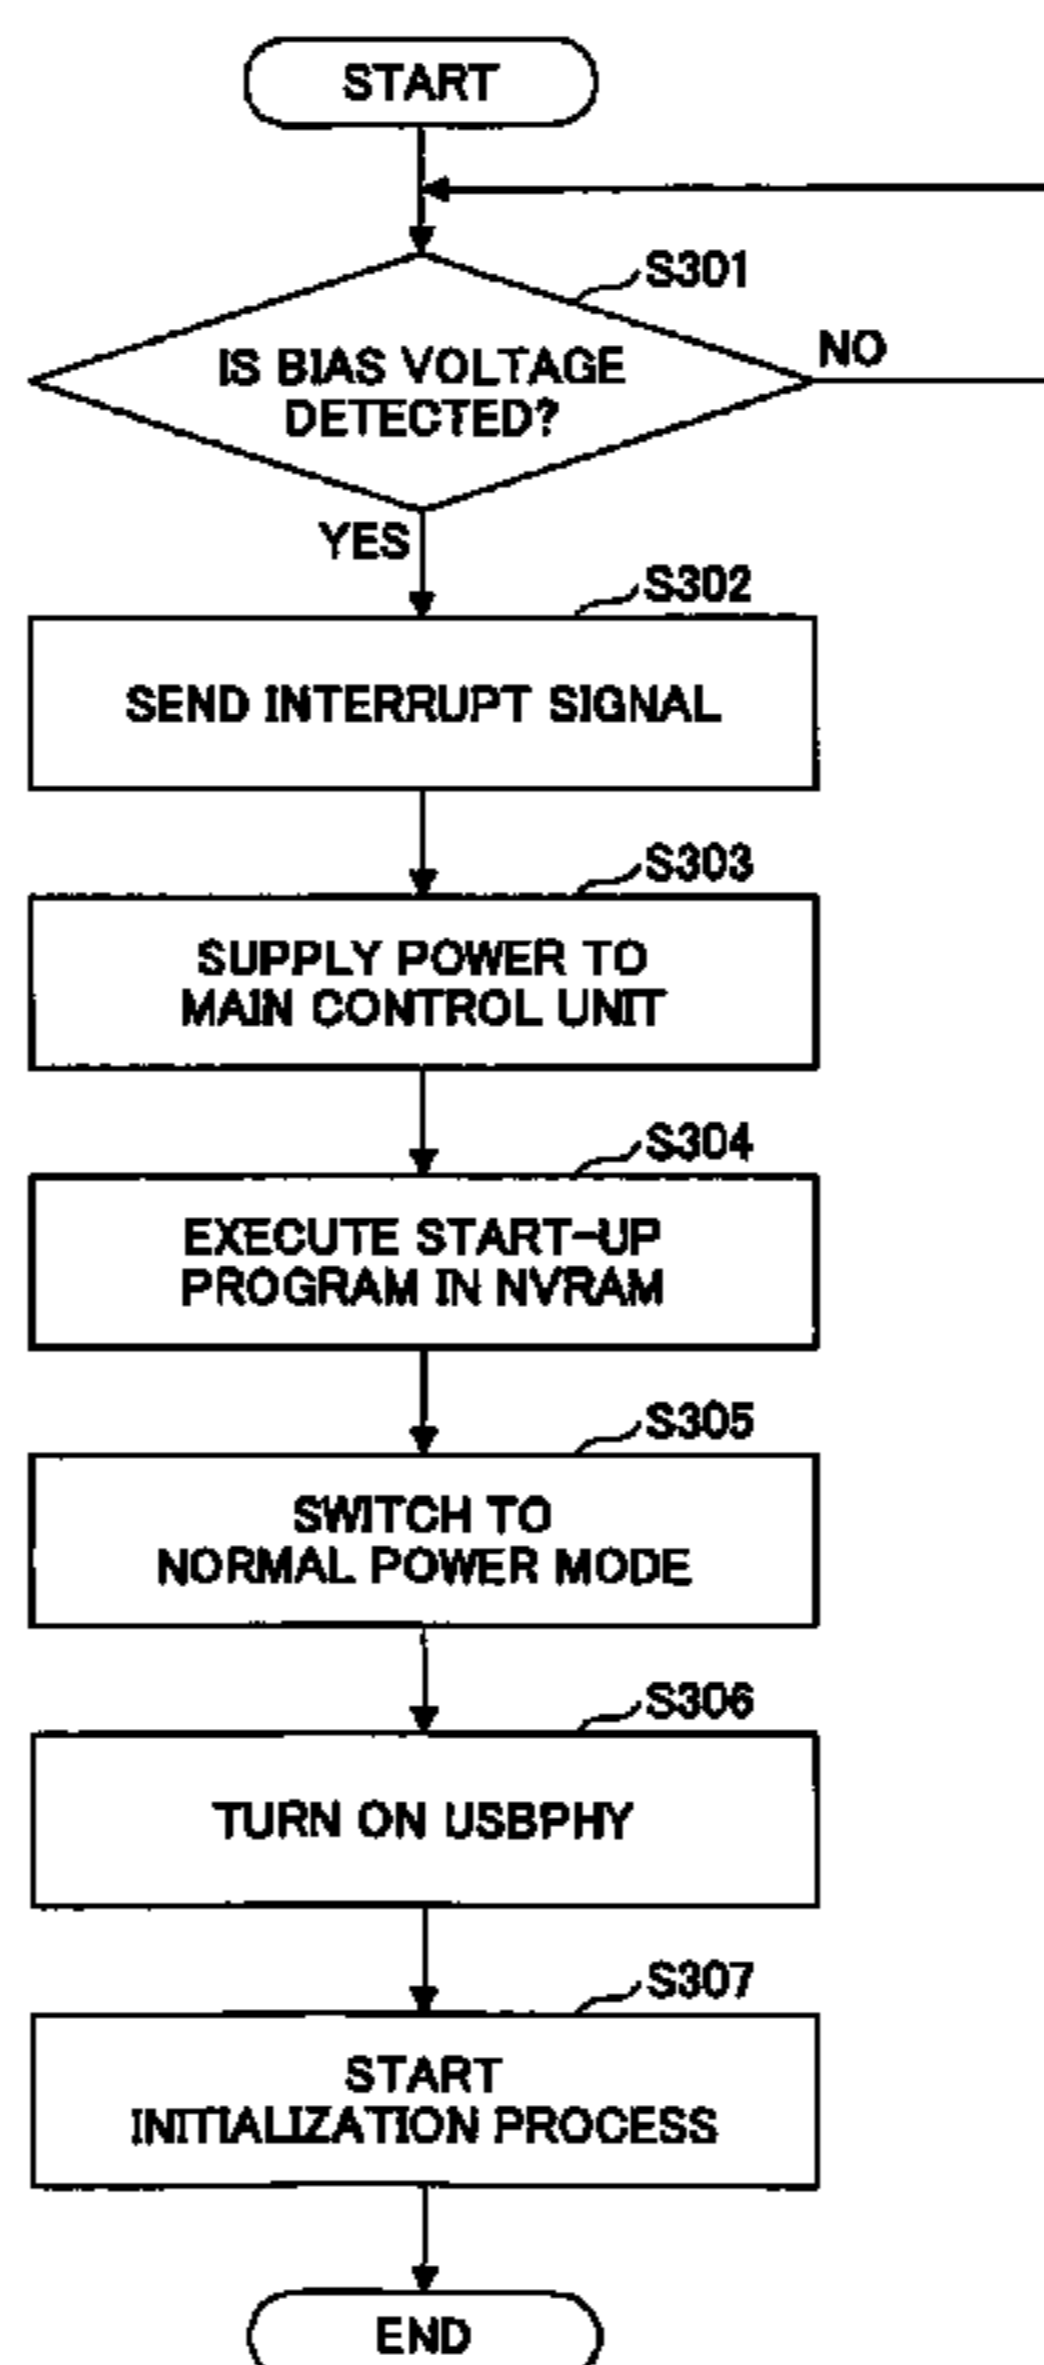 START
S301
IS BIAS VOLTAGE
DETECTED?
NO
YES
S302
SEND INTERRUPT SIGNAL
S303
SUPPLY POWER TO
MAIN CONTROL UNIT
S304
EXECUTE START-UP
PROGRAM IN NVRAM
S305
SWITCH TO
NORMAL POWER MODE
S306
TURN ON USBPHY
S307
START
INITIALIZATION PROCESS
END